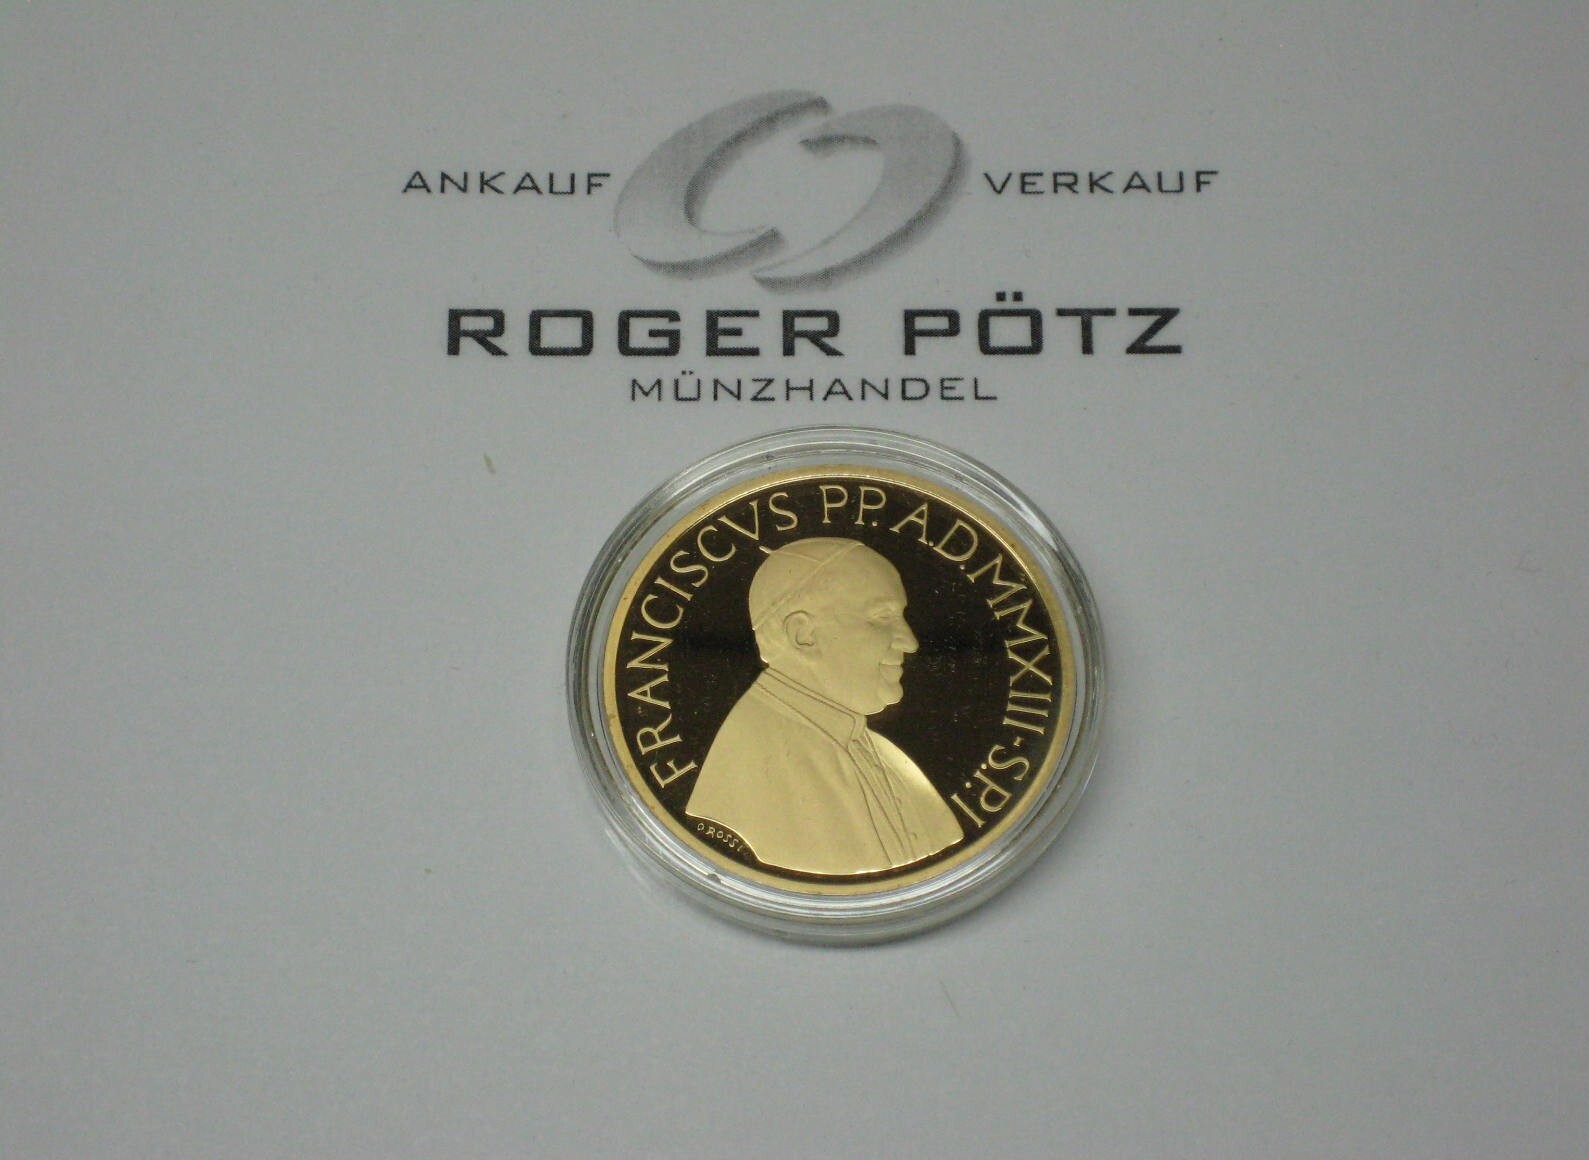 ANKAUF VERKAUF
ROGER PÖTZ
MÜNZHANDEL
FRANCISCVS PP. A.D. MMXIII - S.P. I
O. ROSSI